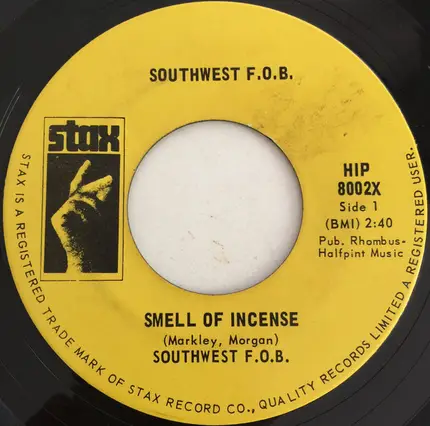 SOUTHWEST F.O.B.
stax
HIP
8002X
Side 1
(BMI) 2:40
Pub. Rhombus-
Halfpint Music
SMELL OF INCENSE
(Markley, Morgan)
SOUTHWEST F.O.B.
STAX IS A REGISTERED TRADE MARK OF STAX RECORD CO., QUALITY RECORDS LIMITED A REGISTERED USER.